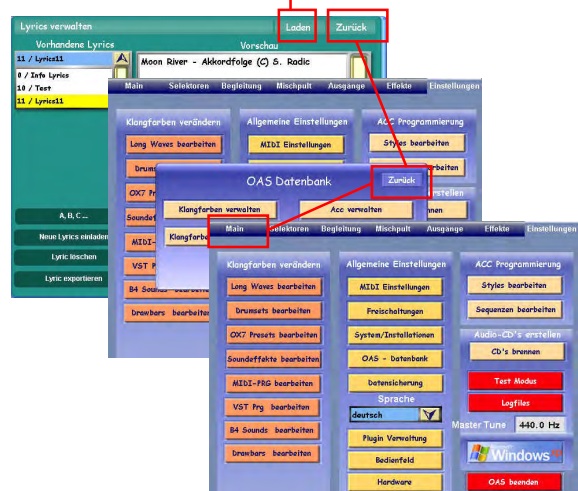 Lyrics verwalten
Laden
Zurück
Vorhandene Lyrics
Vorschau
11 / Lyrics11
Moon River - Akkordfolge (C) S. Radic
0 / Info Lyrics
10 / Test
11 / Lyrics11
A, B, C ...
Neue Lyrics einladen
Lyric löschen
Lyric exportieren
Main Selektoren Begleitung Mischpult Ausgänge Effekte Einstellungen
Klangfarben verändern
Allgemeine Einstellungen
ACC Programmierung
Long Waves bearbeiten
MIDI Einstellungen
Styles bearbeiten
OAS Datenbank
Zurück
Klangfarben verwalten
Acc verwalten
Main Selektoren Begleitung Mischpult Ausgänge Effekte Einstellungen
Klangfarben verändern
Allgemeine Einstellungen
ACC Programmierung
Long Waves bearbeiten
MIDI Einstellungen
Styles bearbeiten
Drumsets bearbeiten
Freischaltungen
Sequenzen bearbeiten
OX7 Presets bearbeiten
System/Installationen
Audio-CD's erstellen
CD's brennen
Soundeffekte bearbeiten
OAS - Datenbank
MIDI-PRG bearbeiten
Datensicherung
Test Modus
Sprache
Logfiles
VST Prg bearbeiten
deutsch
Master Tune 440.0 Hz
B4 Sounds bearbeiten
Plugin Verwaltung
Windows
Drawbars bearbeiten
Bedienfeld
Hardware
OAS beenden